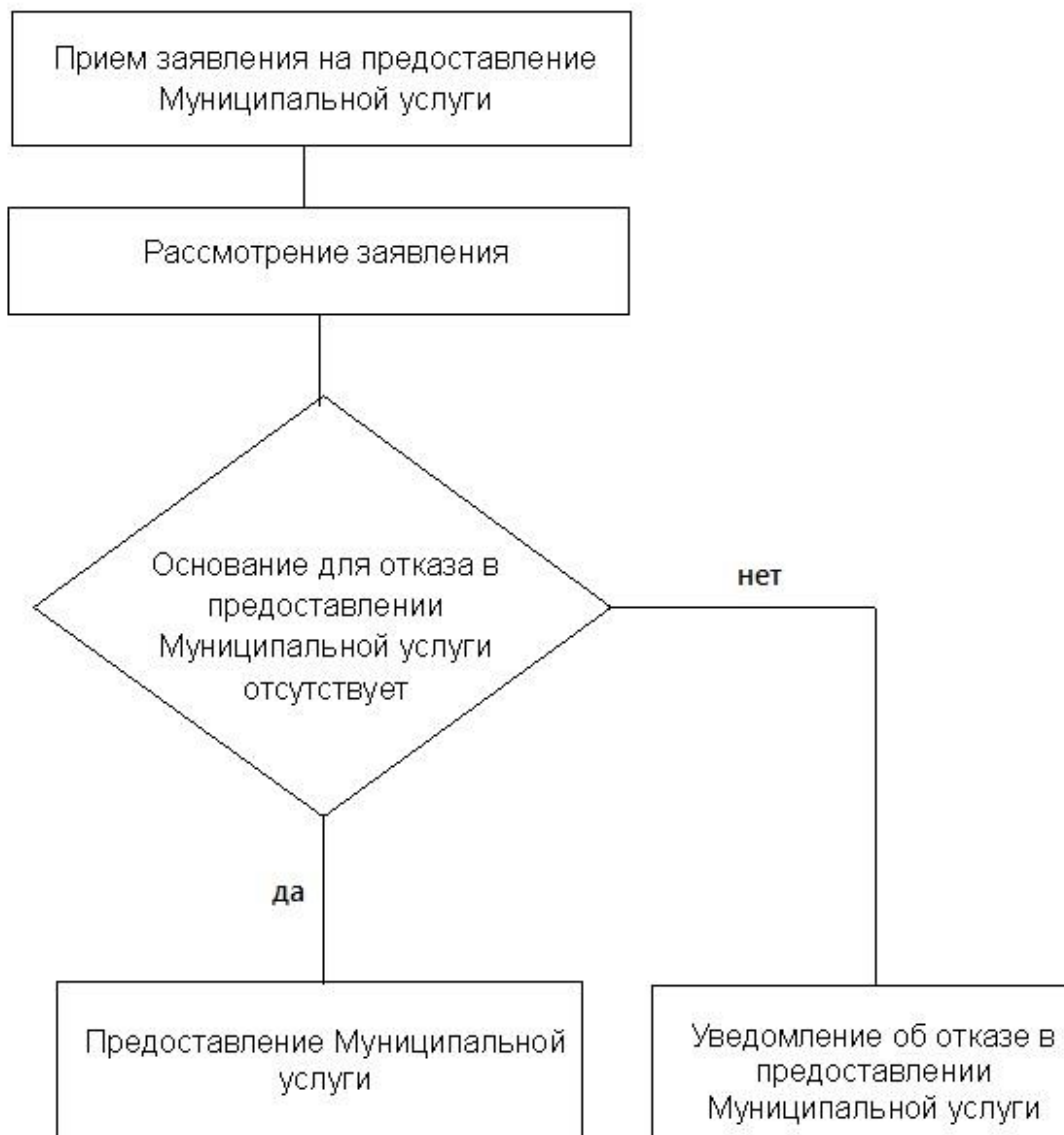 Прием заявления на предоставление
Муниципальной услуги
Рассмотрение заявления
Основание для отказа в
предоставлении
Муниципальной услуги
отсутствует
нет
да
Предоставление Муниципальной
услуги
Уведомление об отказе в
предоставлении
Муниципальной услуги